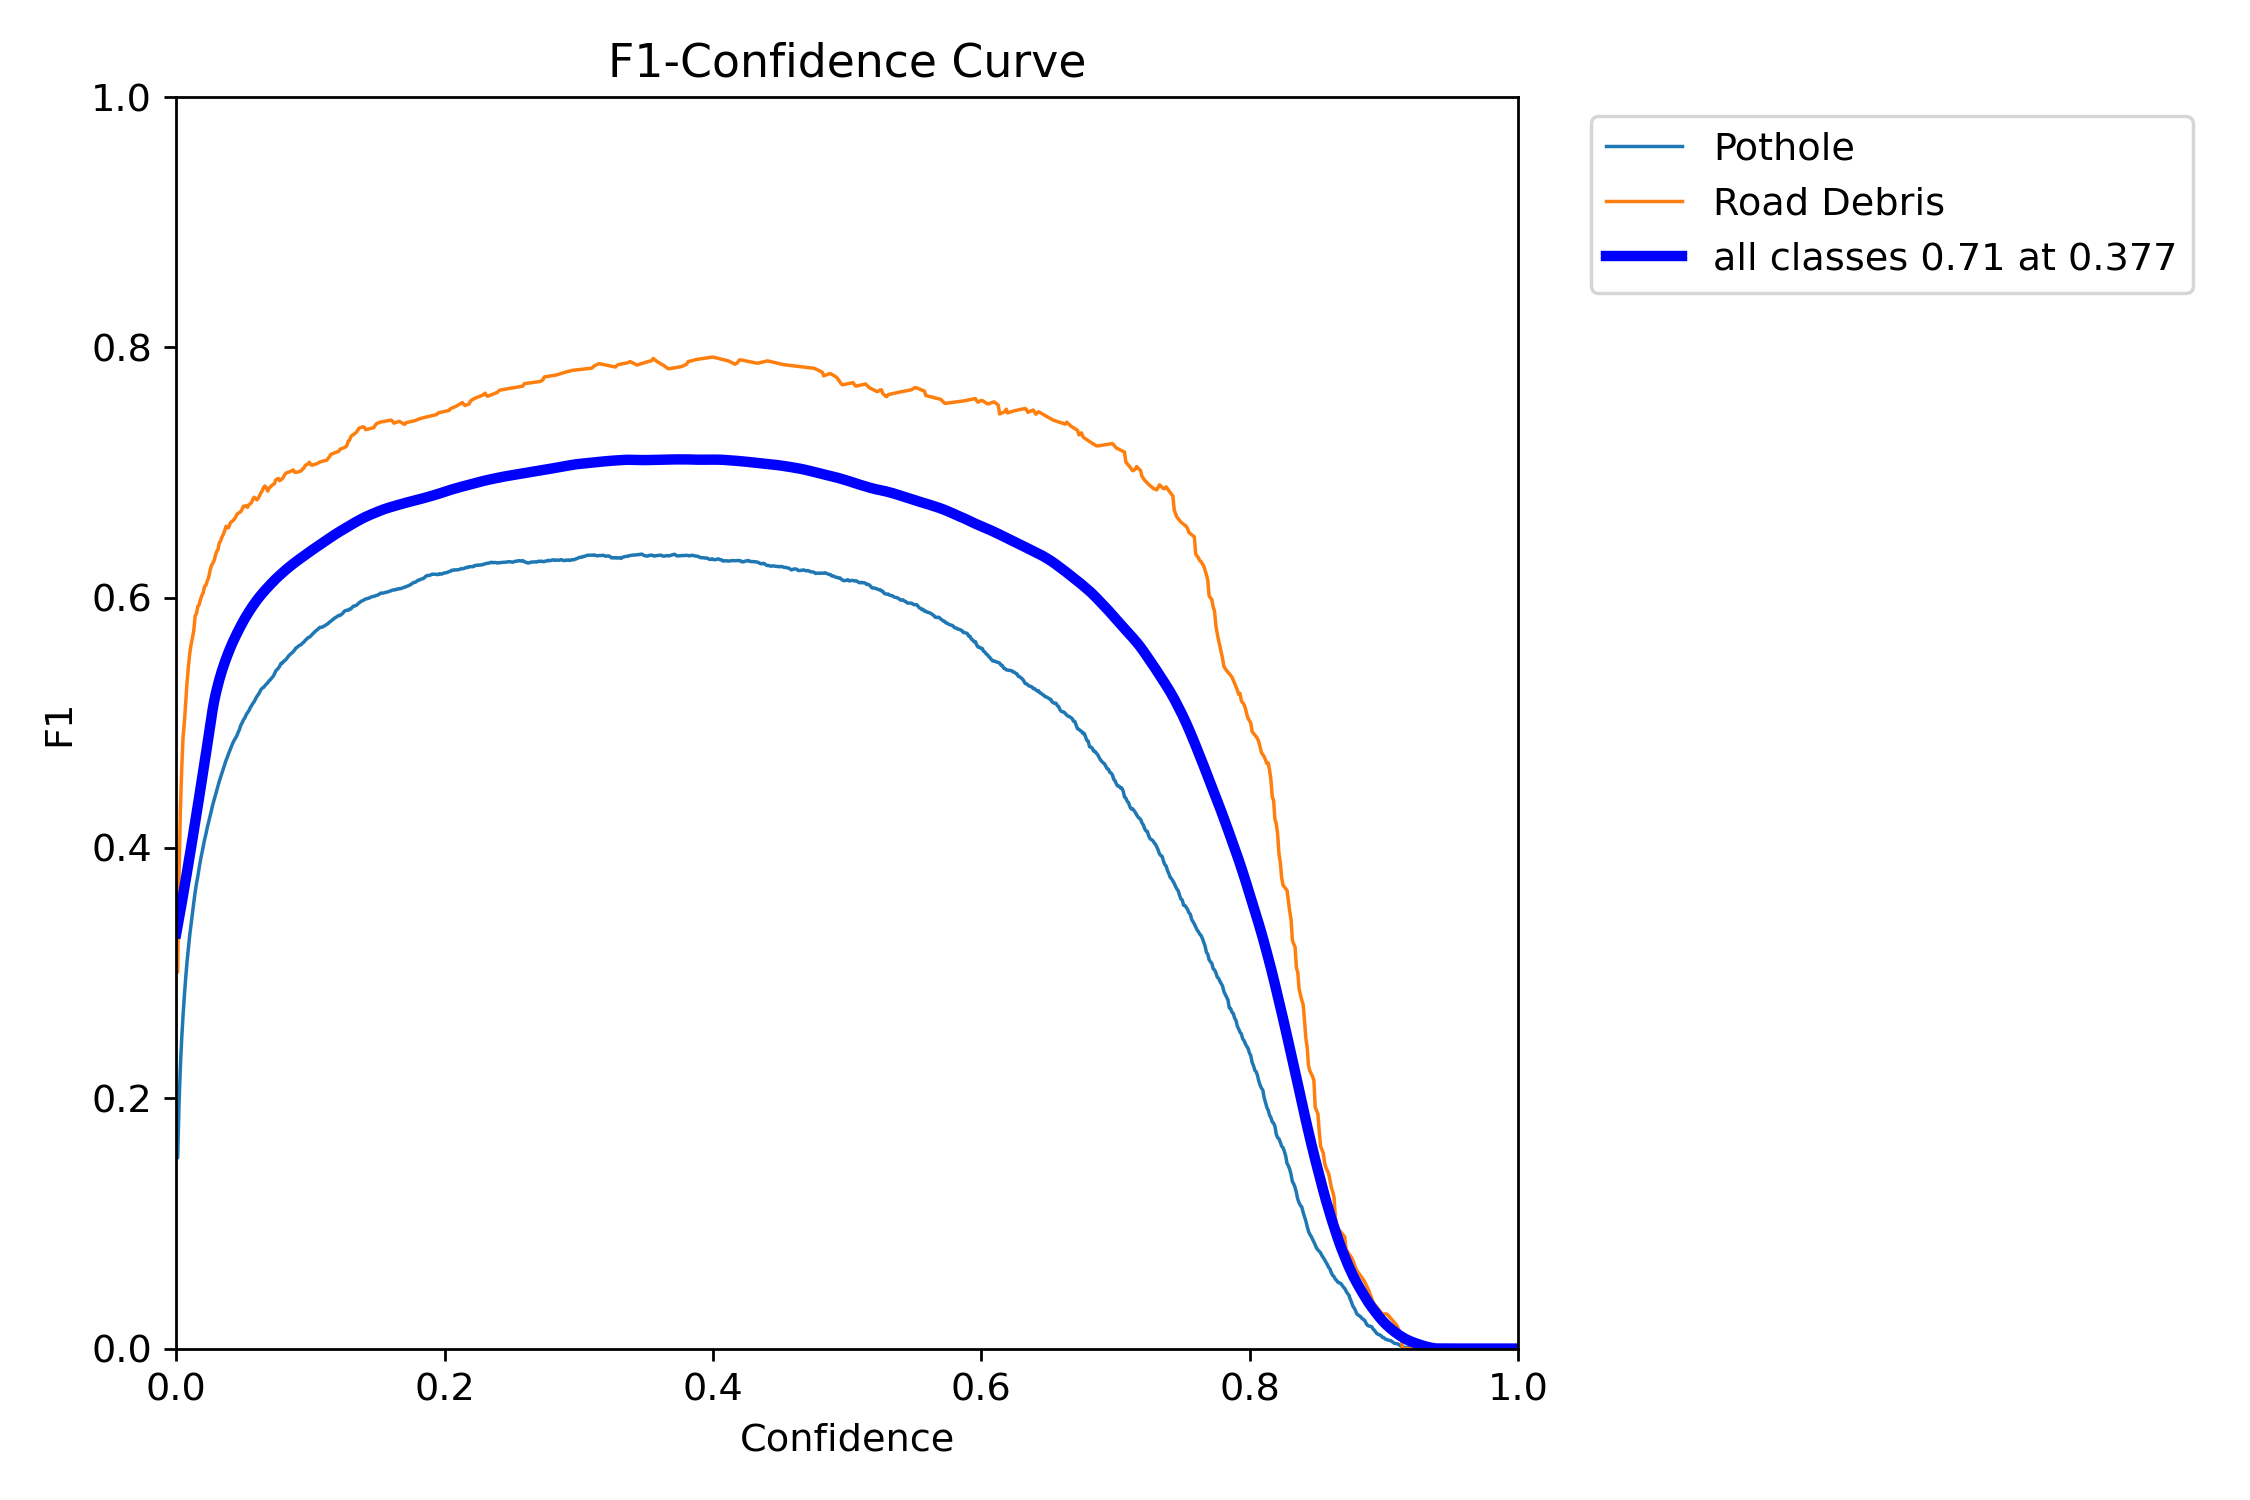 F1-Confidence Curve
1.0
0.8
0.6
0.4
0.2
0.0
F1
0.0 0.2 0.4 0.6 0.8 1.0
Confidence
Pothole
Road Debris
all classes 0.71 at 0.377